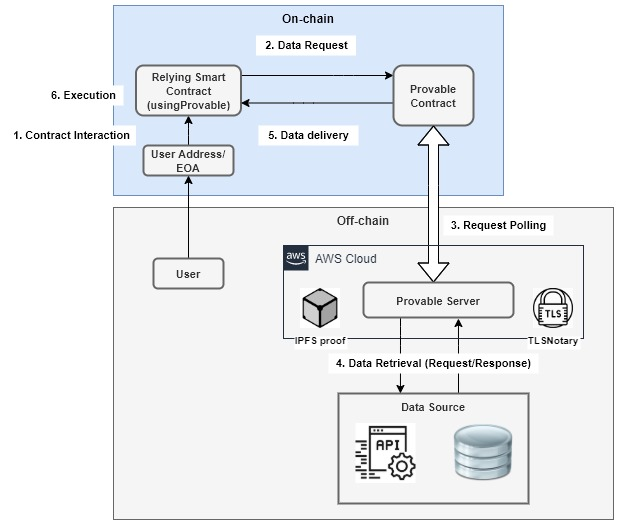 On-chain
2. Data Request
Relying Smart
Contract
(usingProvable)
Provable
Contract
6. Execution
1. Contract Interaction
5. Data delivery
User Address/
EOA
Off-chain
3. Request Polling
User
aws
AWS Cloud
Provable Server
TLS
IPFS proof
TLSNotary
4. Data Retrieval (Request/Response)
Data Source
API